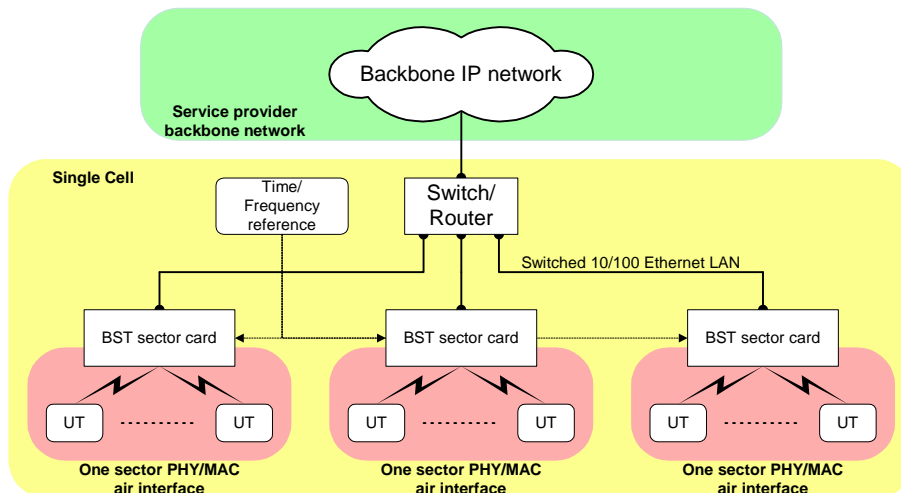 Backbone IP network
Service provider
backbone network
Single Cell
Time/
Frequency
reference
Switch/
Router
Switched 10/100 Ethernet LAN
BST sector card
BST sector card
BST sector card
UT
UT
UT
UT
UT
UT
One sector PHY/MAC
air interface
One sector PHY/MAC
air interface
One sector PHY/MAC
air interface